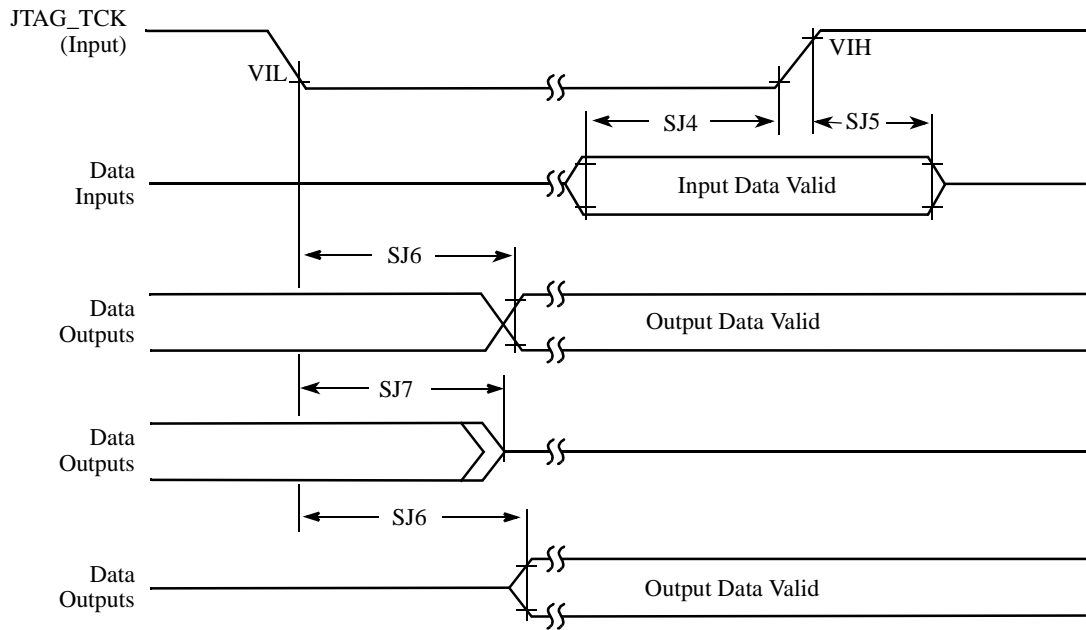 JTAG_TCK
(Input)
VIL
VIH
SJ4
SJ5
Data
Inputs
Input Data Valid
SJ6
Data
Outputs
Output Data Valid
SJ7
Data
Outputs
SJ6
Data
Outputs
Output Data Valid